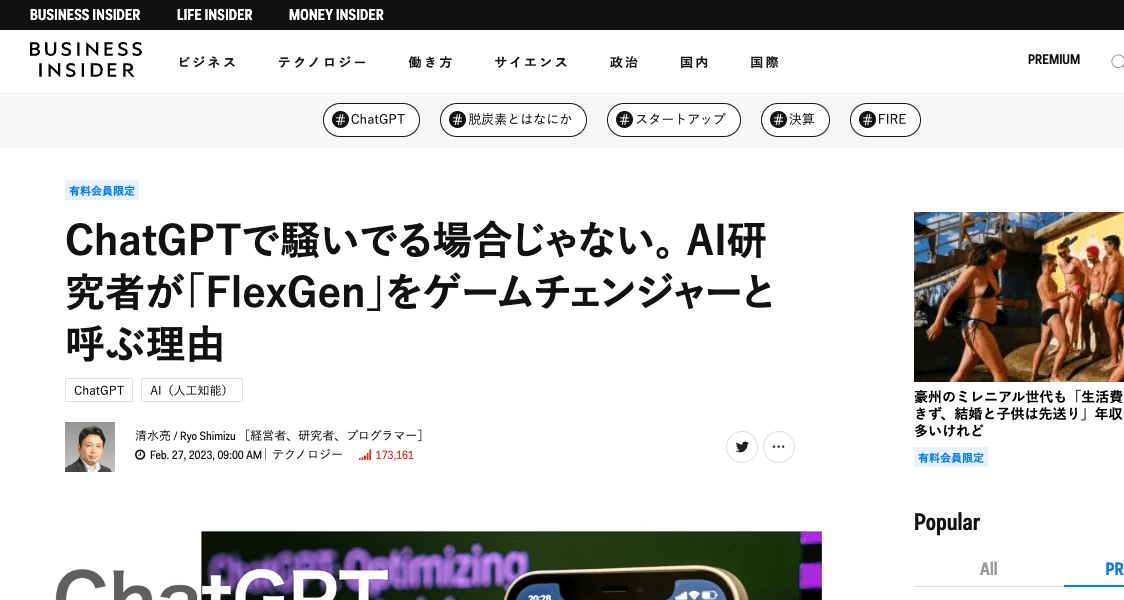 BUSINESS INSIDER LIFE INSIDER MONEY INSIDER
BUSINESS
INSIDER
ビジネス テクノロジー 働き方 サイエンス 政治 国内 国際
PREMIUM
#ChatGPT #脱炭素とはなにか #スタートアップ #決算 #FIRE
有料会員限定
ChatGPTで騒いでる場合じゃない。AI研
究者が「FlexGen」をゲームチェンジャーと
呼ぶ理由
ChatGPT AI（人工知能）
清水亮 / Ryo Shimizu ［経営者、研究者、プログラマー］
Feb. 27, 2023, 09:00 AM テクノロジー 173,161
豪州のミレニアル世代も「生活費
きず、結婚と子供は先送り」年収
多いけれど
有料会員限定
Popular
All PR
Optimizing
ChatGPT
20:28